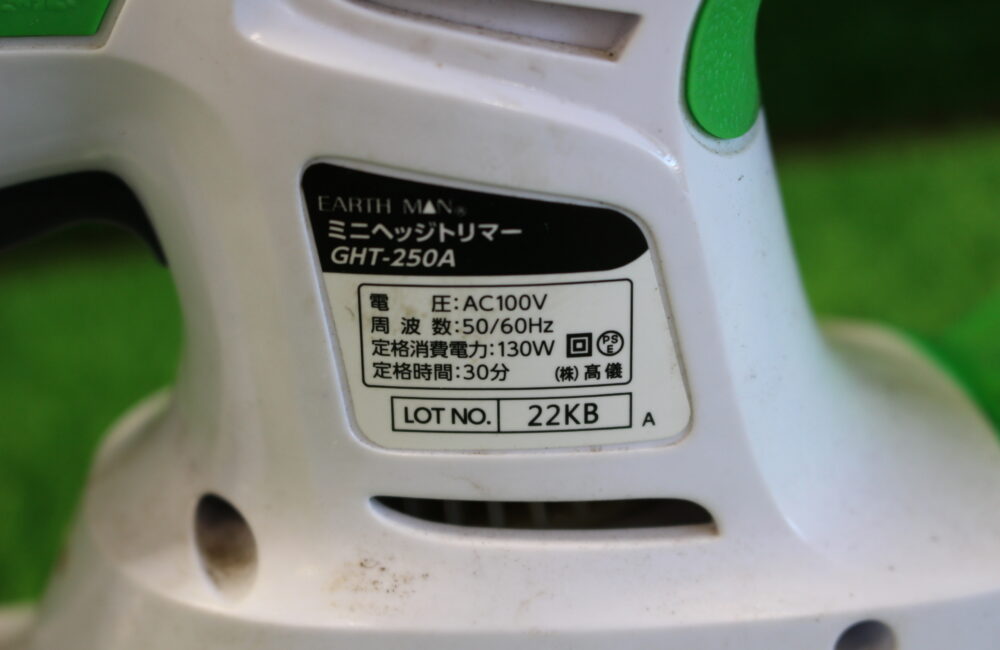 EARTH MAN®
ミニヘッジトリマー
GHT-250A
電圧:AC100V
周波数:50/60Hz
定格消費電力:130W
PSE
定格時間:30分
(株)髙儀
LOT NO. 22KB A